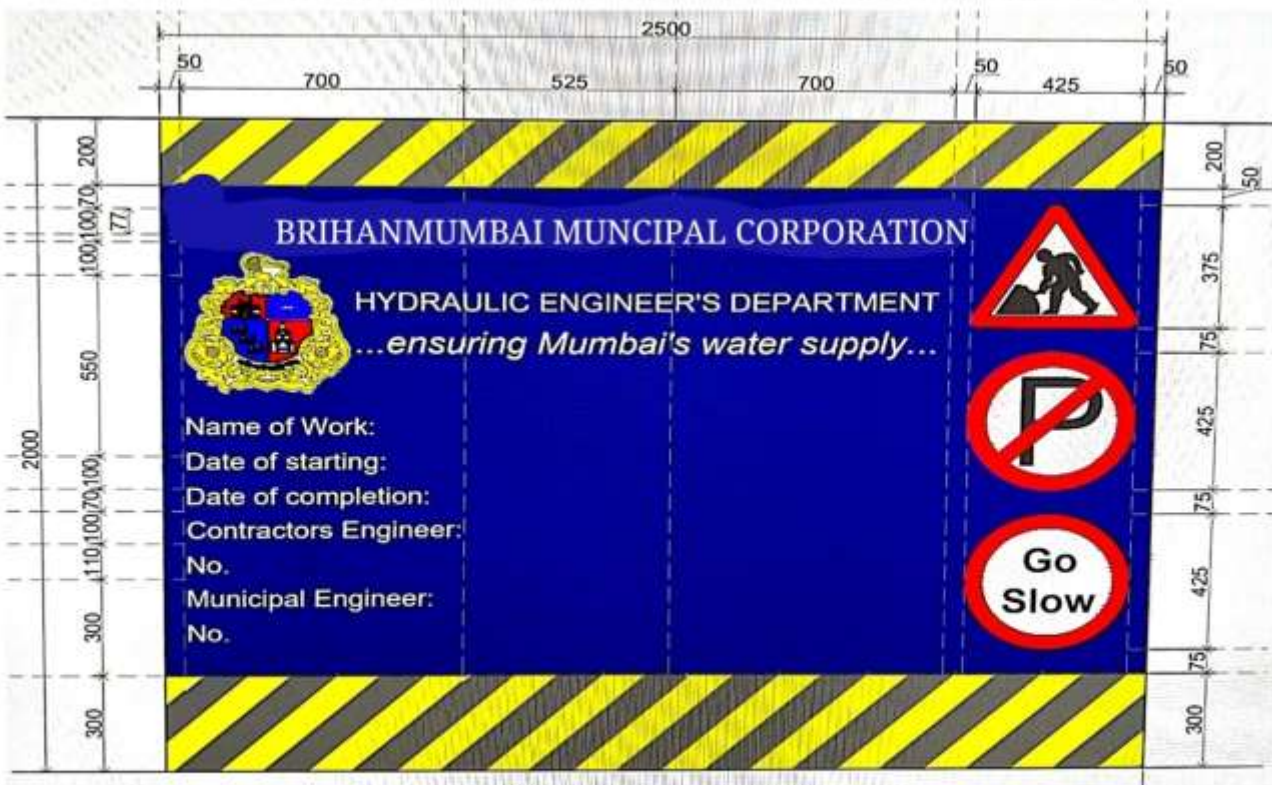 2500
50 700 525 700 50 425 50
BRIHANMUMBAI MUNCIPAL CORPORATION
HYDRAULIC ENGINEER'S DEPARTMENT
...ensuring Mumbai's water supply...
Name of Work:
Date of starting:
Date of completion:
Contractors Engineer:
No.
Municipal Engineer:
No.
P
Go
Slow
2000
200
70
100
77
100
550
100
70
100
110
300
300
200
50
375
75
425
75
425
75
300